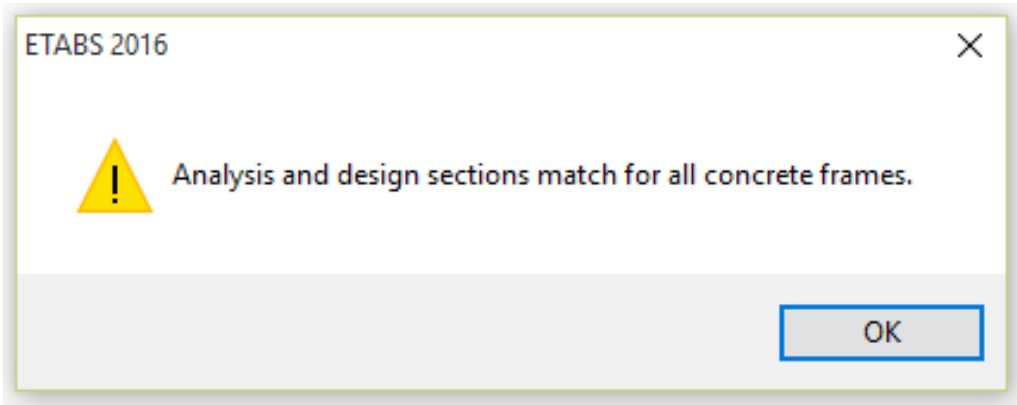 ETABS 2016
Analysis and design sections match for all concrete frames.
OK